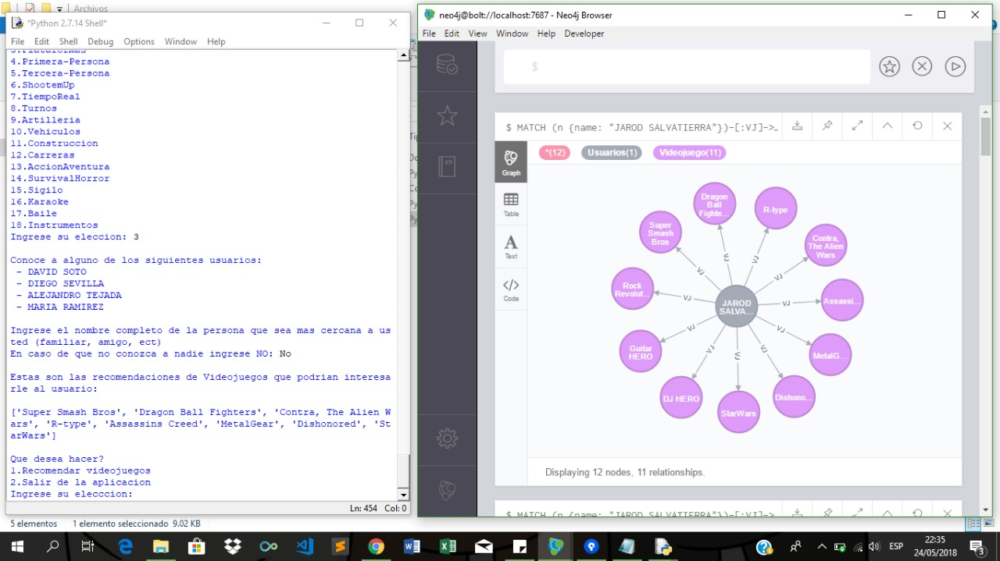 Archivos
*Python 2.7.14 Shell*
File Edit Shell Debug Options Window Help
3.Plataformas
4.Primera-Persona
5.Tercera-Persona
6.ShootemUp
7.TiempoReal
8.Turnos
9.Artilleria
10.Vehiculos
11.Construccion
12.Carreras
13.AccionAventura
14.SurvivalHorror
15.Sigilo
16.Karaoke
17.Baile
18.Instrumentos
Ingrese su eleccion: 3
Conoce a alguno de los siguientes usuarios:
- DAVID SOTO
- DIEGO SEVILLA
- ALEJANDRO TEJADA
- MARIA RAMIREZ
Ingrese el nombre completo de la persona que sea mas cercana a us
ted (familiar, amigo, ect)
En caso de que no conozca a nadie ingrese NO: No
Estas son las recomendaciones de Videojuegos que podrian interesa
rle al usuario:
['Super Smash Bros', 'Dragon Ball Fighters', 'Contra, The Alien W
ars', 'R-type', 'Assassins Creed', 'MetalGear', 'Dishonored', 'St
arWars']
Que desea hacer?
1.Recomendar videojuegos
2.Salir de la aplicacion
Ingrese su elecccion:
Ln: 454 Col: 0
5 elementos 1 elemento seleccionado 9.02 KB
neo4j@bolt://localhost:7687 - Neo4j Browser
File Edit View Window Help Developer
$
$ MATCH (n {name: "JAROD SALVATIERRA"})-[:VJ]->…
*(12) Usuarios(1) Videojuego(11)
Graph
Table
Text
Code
Dragon
Ball
Fighte…
R-type
Super
Smash
Bros
Contra,
The Alien
Wars
Rock
Revolut…
Assassi…
JAROD
SALVA…
Guitar
HERO
MetalG…
DJ HERO
StarWars
Dishono…
VJ
VJ
VJ
VJ
VJ
VJ
VJ
VJ
VJ
VJ
VJ
Displaying 12 nodes, 11 relationships.
$ MATCH (n {name: "JAROD SALVATIERRA"})-[:VJ]->
ESP
22:35
24/05/2018
3